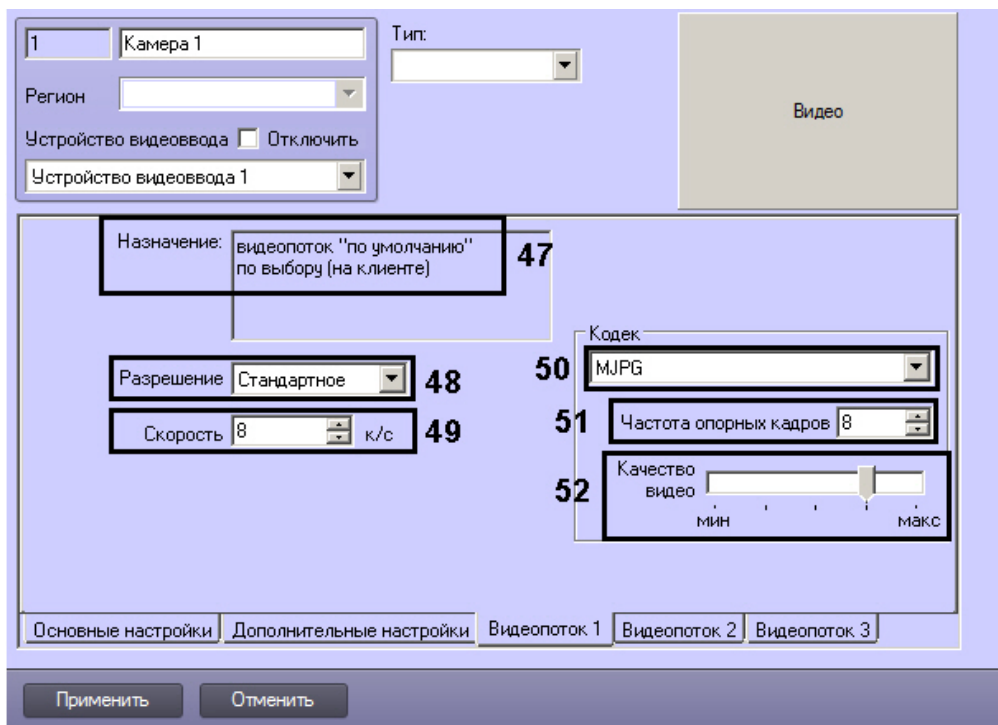 1
Камера 1
Тип:
Регион
Устройство видеоввода Отключить
Устройство видеоввода 1
Видео
Назначение:
видеопоток "по умолчанию"
по выбору (на клиенте)
47
Разрешение Стандартное 48
Скорость 8 к/с 49
Кодек
50 MJPG
51 Частота опорных кадров 8
52 Качество
видео
мин макс
Основные настройки Дополнительные настройки Видеопоток 1 Видеопоток 2 Видеопоток 3
Применить Отменить